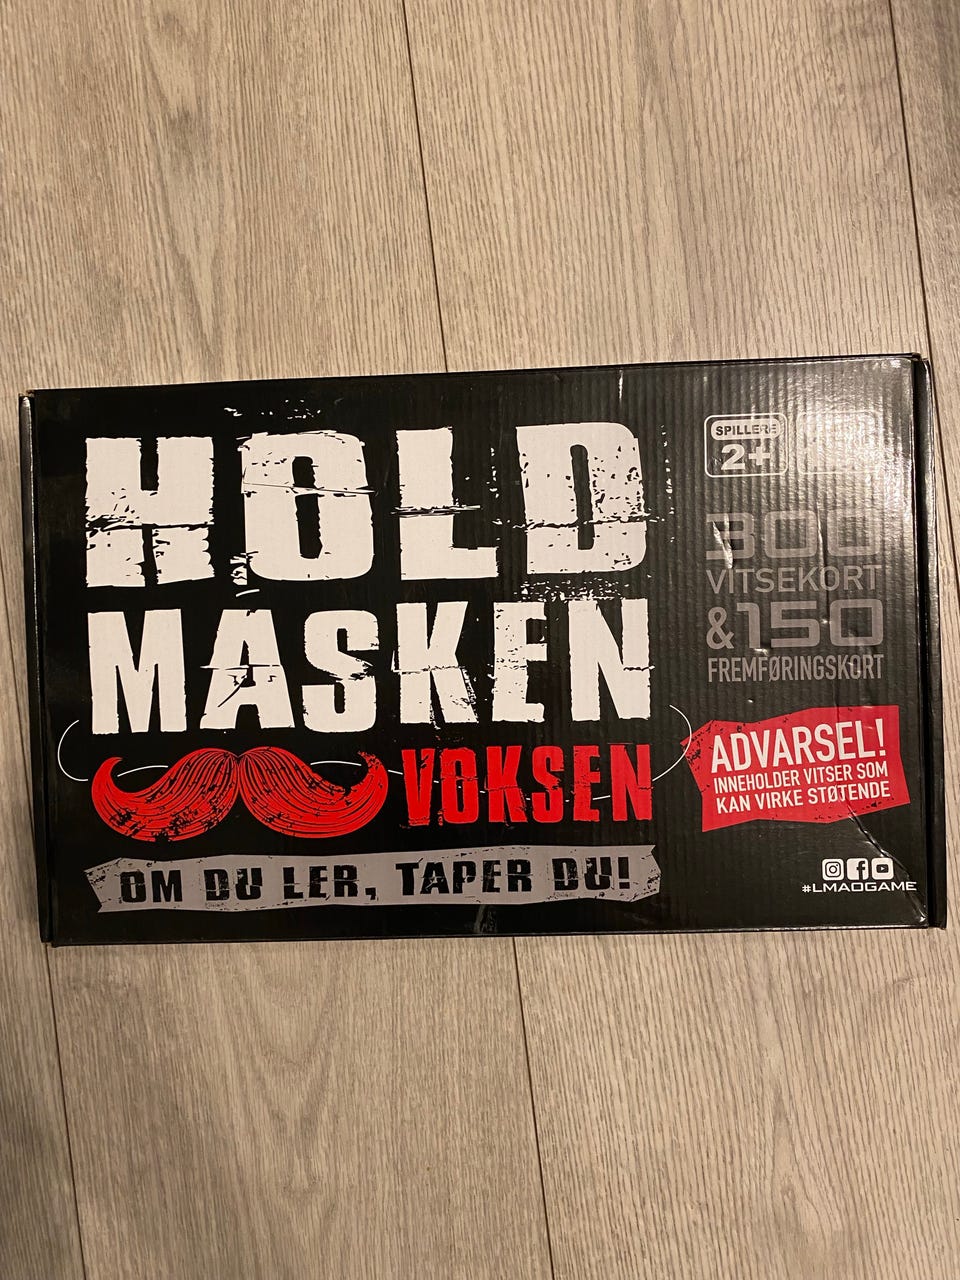 HOLD
MASKEN
VOKSEN
OM DU LER, TAPER DU!
SPILLERE
2+
300
VITSEKORT
&150
FREMFØRINGSKORT
ADVARSEL!
INNEHOLDER VITSER SOM
KAN VIRKE STØTENDE
#LMAOGAME